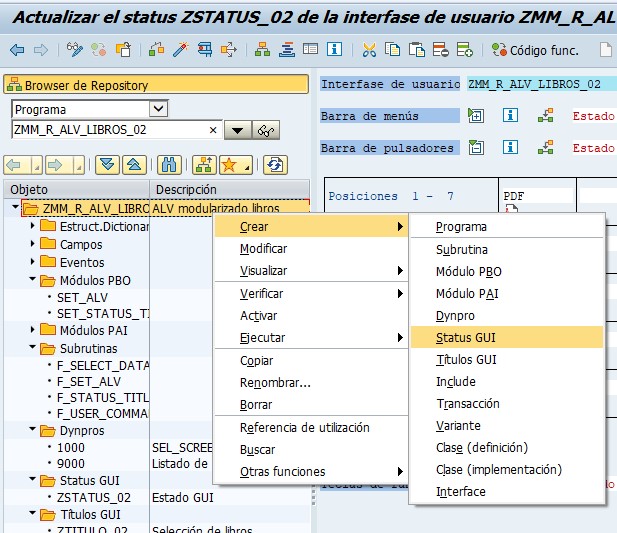 Actualizar el status ZSTATUS_02 de la interfase de usuario ZMM_R_AL
Código func.
Browser de Repository
Programa
ZMM_R_ALV_LIBROS_02
Objeto Descripción
ZMM_R_ALV_LIBRO ALV modularizado libros
Estruct.Dictionar
Campos
Eventos
Módulos PBO
SET_ALV
SET_STATUS_TI
Módulos PAI
Subrutinas
F_SELECT_DATA
F_SET_ALV
F_STATUS_TITL
F_USER_COMMA
Dynpros
1000 SEL_SCREE
9000 Listado de
Status GUI
ZSTATUS_02 Estado GUI
Títulos GUI
ZTITULO_02 Selección de libros
Interfase de usuario ZMM_R_ALV_LIBROS_02
Barra de menús Estado
Barra de pulsadores Estado
Posiciones 1 - 7 PDF
Crear
Modificar
Visualizar
Verificar
Activar
Ejecutar
Copiar
Renombrar...
Borrar
Referencia de utilización
Buscar
Otras funciones
Programa
Subrutina
Módulo PBO
Módulo PAI
Dynpro
Status GUI
Títulos GUI
Include
Transacción
Variante
Clase (definición)
Clase (implementación)
Interface